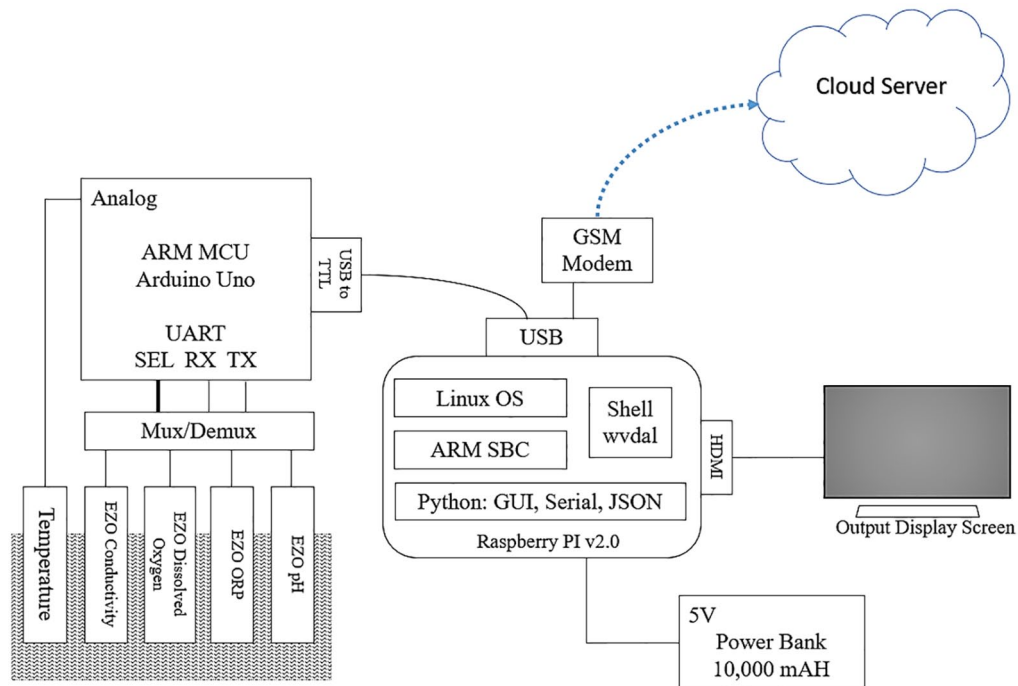 Cloud Server
GSM
Modem
Analog
ARM MCU
Arduino Uno
USB to
TTL
UART
SEL RX TX
USB
Mux/Demux
Linux OS
Shell
wvdal
ARM SBC
HDMI
Python: GUI, Serial, JSON
Raspberry PI v2.0
Output Display Screen
Temperature
EZO Conductivity
EZO Dissolved
Oxygen
EZO ORP
EZO pH
5V
Power Bank
10,000 mAH